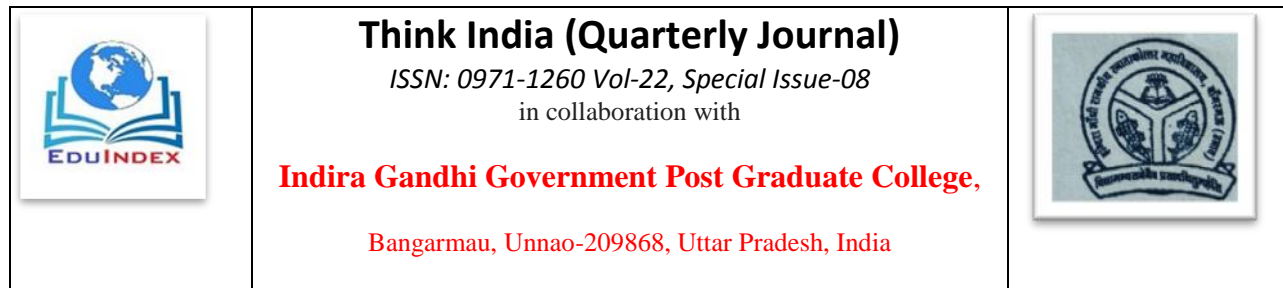 EDUINDEX
Think India (Quarterly Journal)
ISSN: 0971-1260 Vol-22, Special Issue-08
in collaboration with
Indira Gandhi Government Post Graduate College,
Bangarmau, Unnao-209868, Uttar Pradesh, India